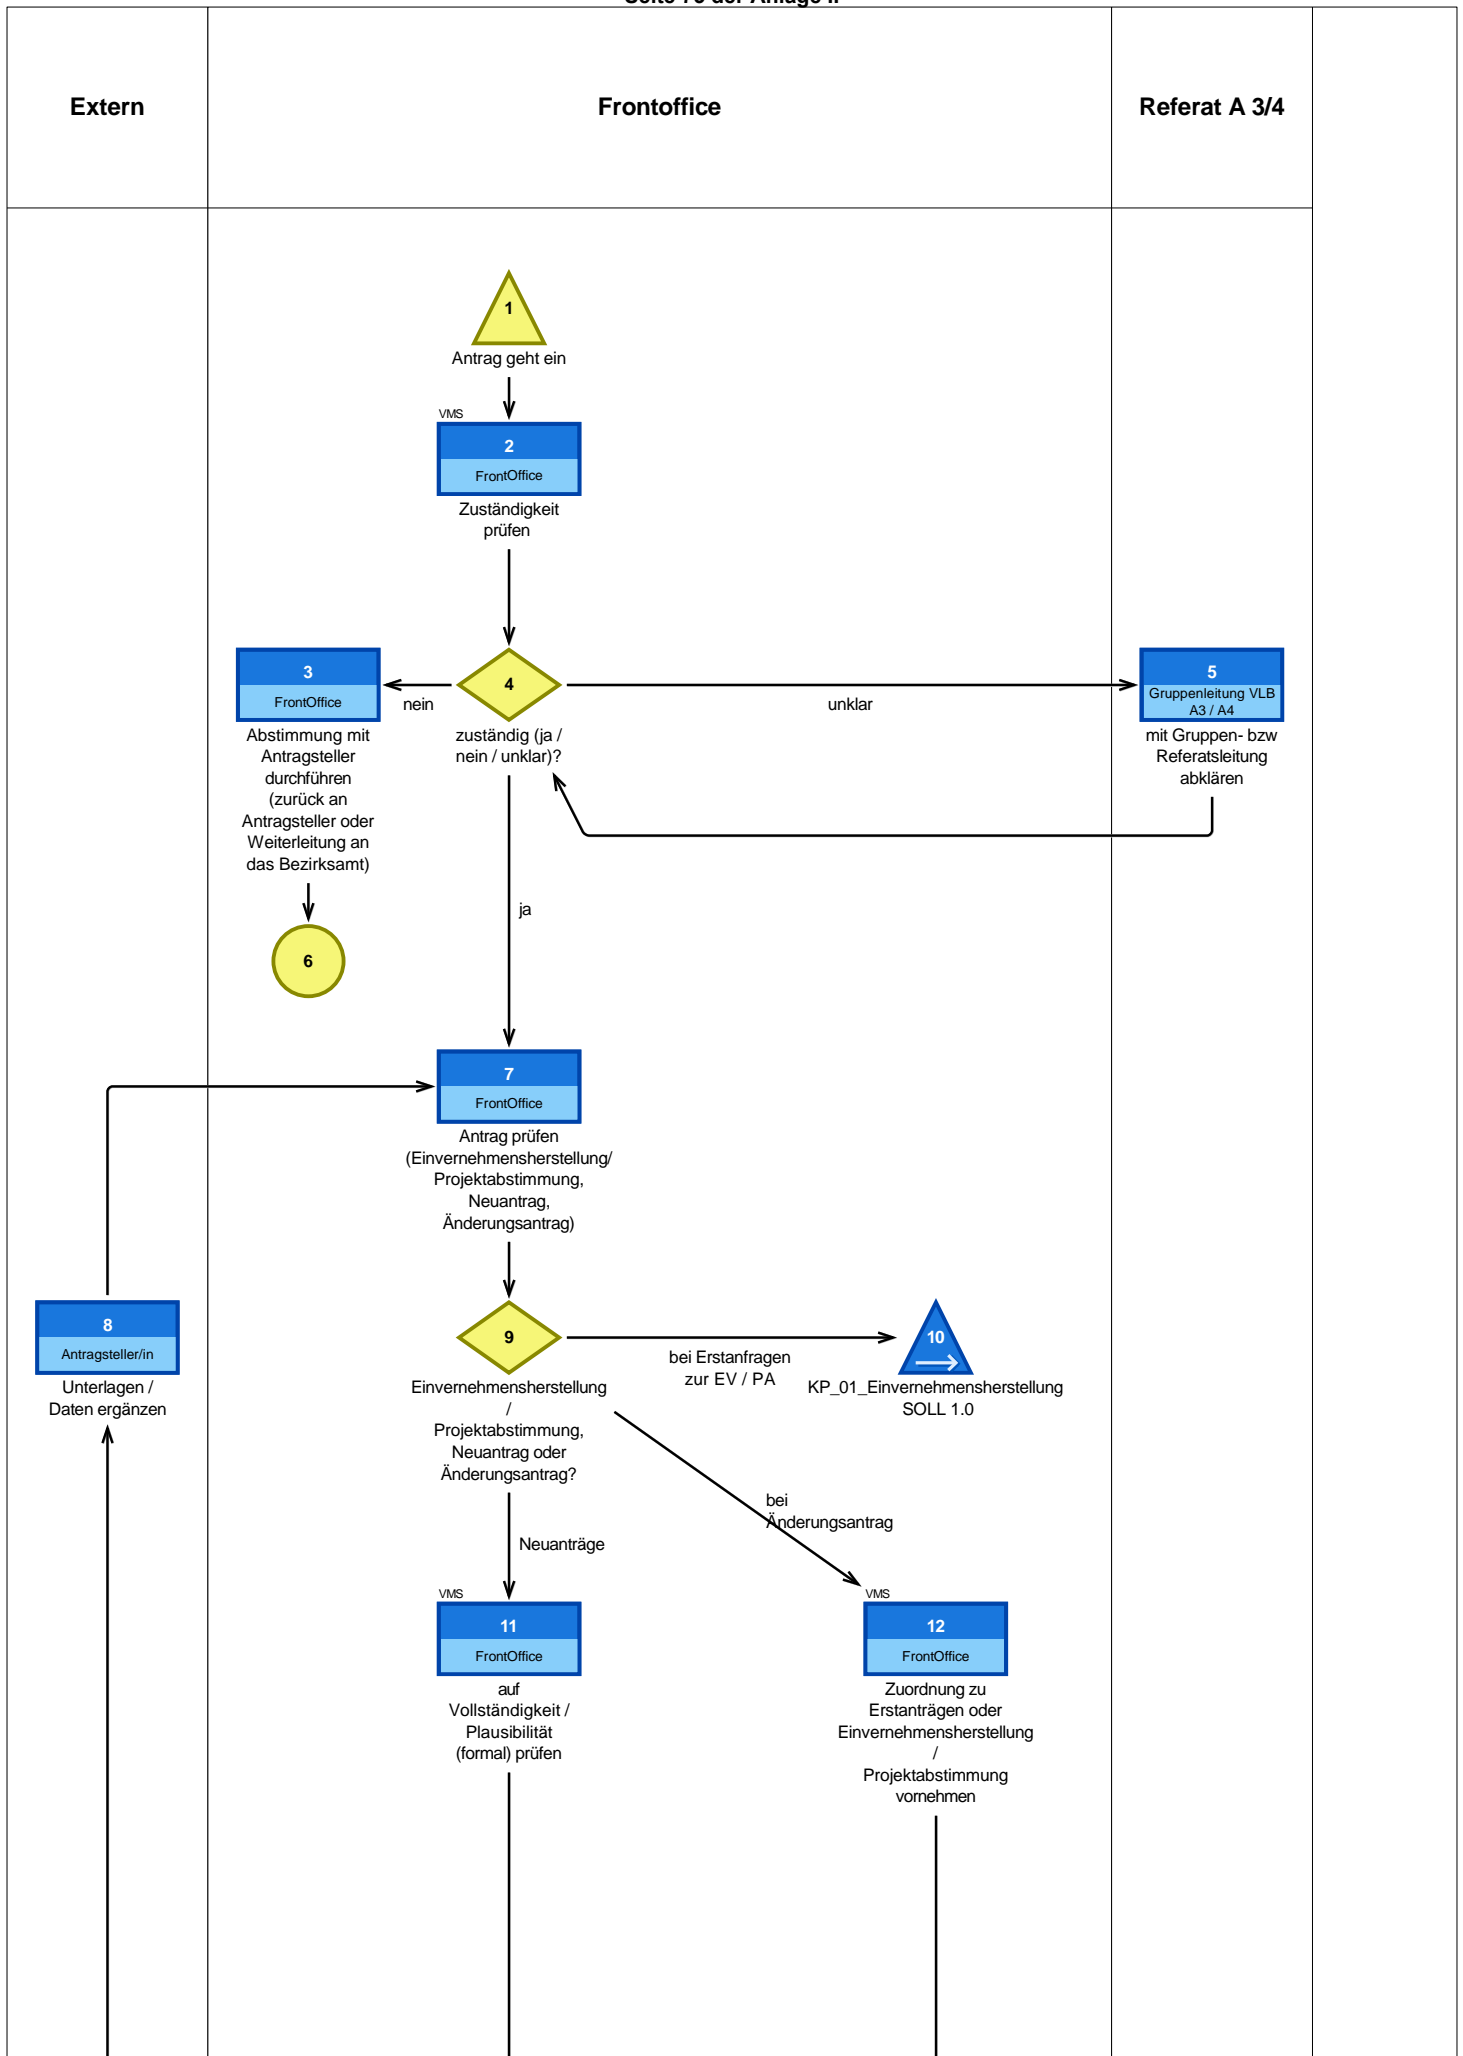 Extern
Frontoffice
Referat A 3/4
1
Antrag geht ein
VMS
2
FrontOffice
Zuständigkeit
prüfen
3
FrontOffice
Abstimmung mit
Antragsteller
durchführen
(zurück an
Antragsteller oder
Weiterleitung an
das Bezirksamt)
nein
4
zuständig (ja /
nein / unklar)?
unklar
5
Gruppenleitung VLB
A3 / A4
mit Gruppen- bzw
Referatsleitung
abklären
ja
6
7
FrontOffice
Antrag prüfen
(Einvernehmensherstellung/
Projektabstimmung,
Neuantrag,
Änderungsantrag)
8
Antragsteller/in
Unterlagen /
Daten ergänzen
9
Einvernehmensherstellung
/
Projektabstimmung,
Neuantrag oder
Änderungsantrag?
bei Erstanfragen
zur EV / PA
10
KP_01_Einvernehmensherstellung
SOLL 1.0
bei
Änderungsantrag
Neuanträge
VMS
11
FrontOffice
auf
Vollständigkeit /
Plausibilität
(formal) prüfen
VMS
12
FrontOffice
Zuordnung zu
Erstanträgen oder
Einvernehmensherstellung
/
Projektabstimmung
vornehmen